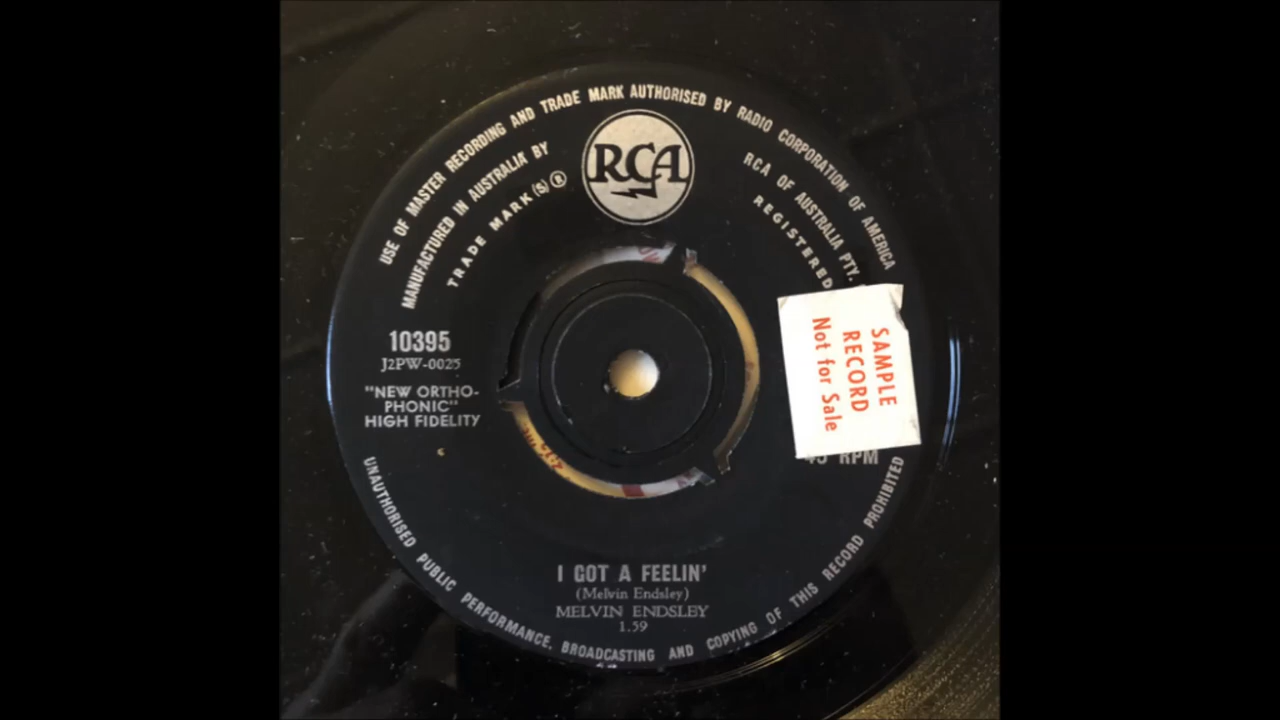 USE OF MASTER RECORDING AND TRADE MARK AUTHORISED BY RADIO CORPORATION OF AMERICA
MANUFACTURED IN AUSTRALIA BY
RCA OF AUSTRALIA PTY.
TRADE MARK(S)®
REGISTERED
RCA
10395
J2PW-0025
"NEW ORTHO-
PHONIC"
HIGH FIDELITY
SAMPLE
RECORD
Not for Sale
45 RPM
I GOT A FEELIN'
(Melvin Endsley)
MELVIN ENDSLEY
1.59
UNAUTHORISED PUBLIC PERFORMANCE, BROADCASTING AND COPYING OF THIS RECORD PROHIBITED